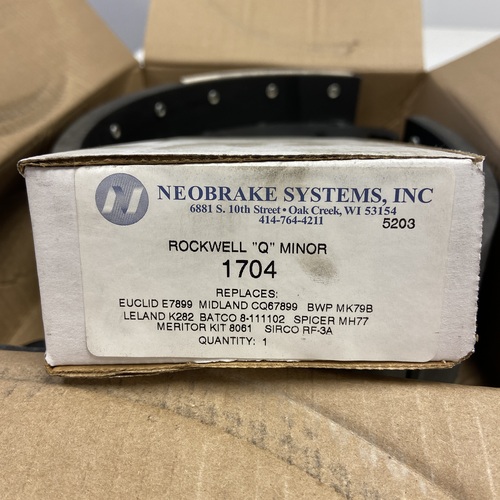 N
NEOBRAKE SYSTEMS, INC
6881 S. 10th Street • Oak Creek, WI 53154
414-764-4211
5203
ROCKWELL "Q" MINOR
1704
REPLACES:
EUCLID E7899 MIDLAND CQ67899 BWP MK79B
LELAND K282 BATCO 8-111102 SPICER MH77
MERITOR KIT 8061 SIRCO RF-3A
QUANTITY: 1